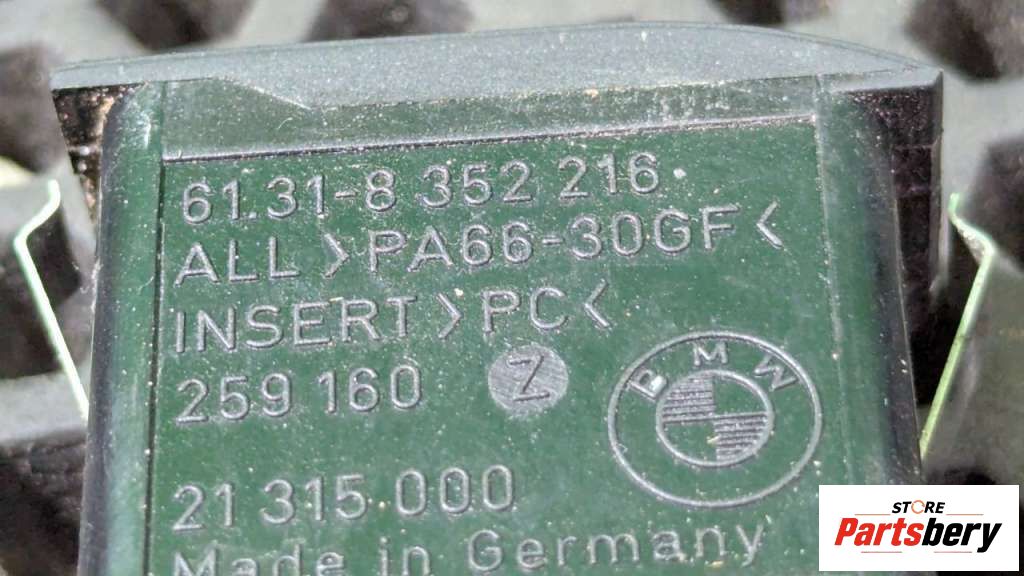 61.31-8 352 216
ALL >PA66-30GF<
INSERT >PC<
259 160 Z
BMW
21 315 000
Made in Germany
STORE
Partsbery